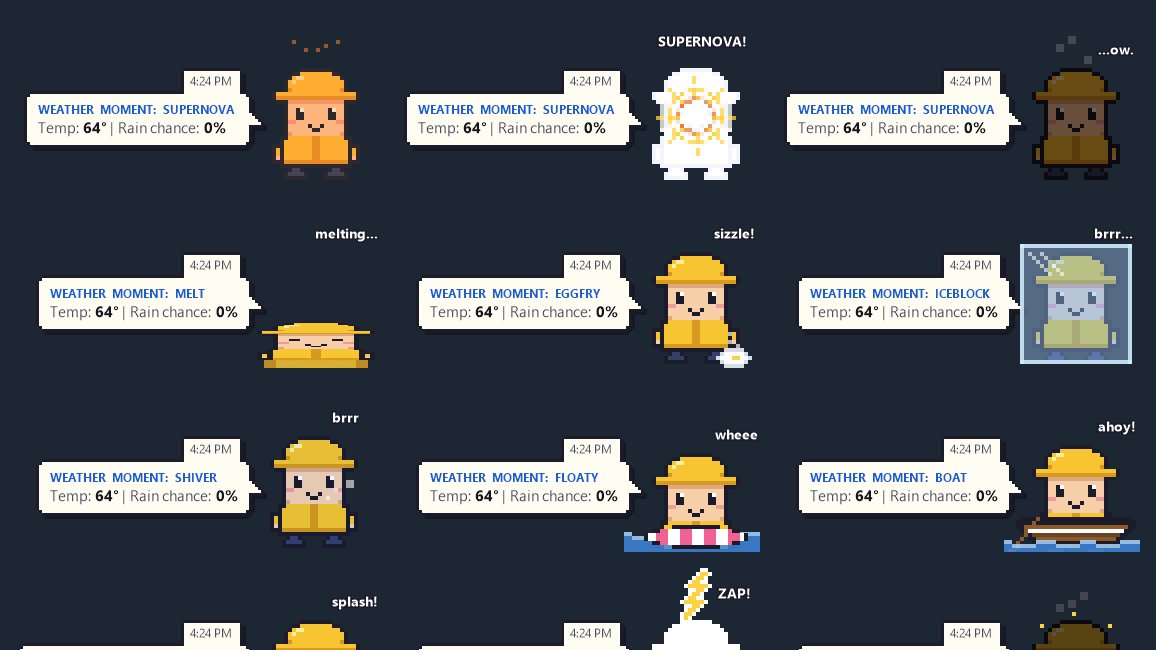 SUPERNOVA!
...ow.
4:24 PM
WEATHER MOMENT: SUPERNOVA
Temp: 64° | Rain chance: 0%
4:24 PM
WEATHER MOMENT: SUPERNOVA
Temp: 64° | Rain chance: 0%
4:24 PM
WEATHER MOMENT: SUPERNOVA
Temp: 64° | Rain chance: 0%
melting...
4:24 PM
WEATHER MOMENT: MELT
Temp: 64° | Rain chance: 0%
sizzle!
4:24 PM
WEATHER MOMENT: EGGFRY
Temp: 64° | Rain chance: 0%
brrr...
4:24 PM
WEATHER MOMENT: ICEBLOCK
Temp: 64° | Rain chance: 0%
brrr
4:24 PM
WEATHER MOMENT: SHIVER
Temp: 64° | Rain chance: 0%
wheee
4:24 PM
WEATHER MOMENT: FLOATY
Temp: 64° | Rain chance: 0%
ahoy!
4:24 PM
WEATHER MOMENT: BOAT
Temp: 64° | Rain chance: 0%
splash!
4:24 PM
ZAP!
4:24 PM
4:24 PM